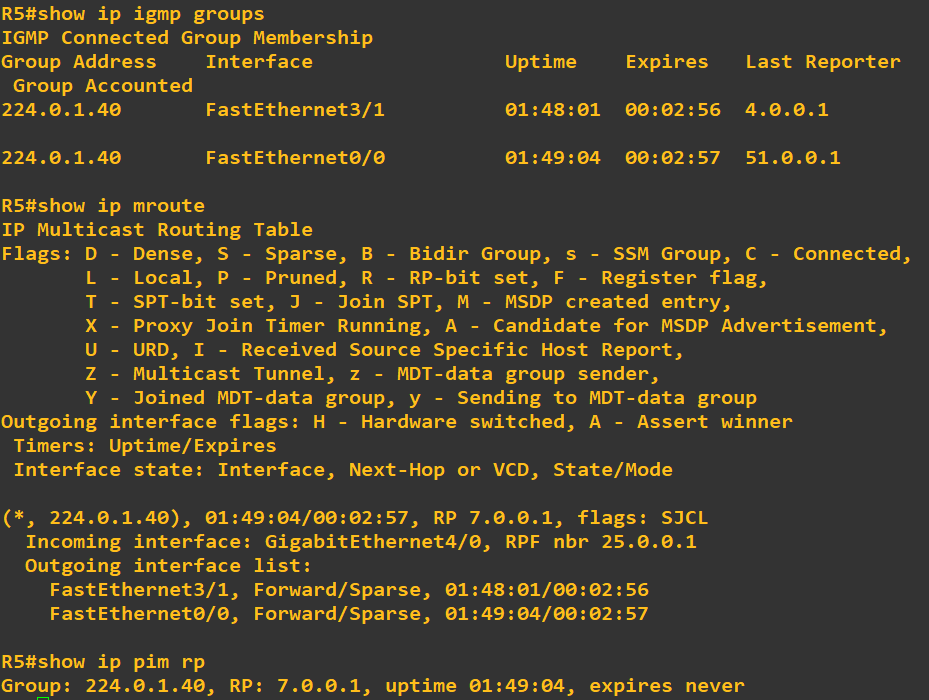 R5#show ip igmp groups
IGMP Connected Group Membership
Group Address    Interface                Uptime    Expires   Last Reporter
 Group Accounted
224.0.1.40       FastEthernet3/1          01:48:01  00:02:56  4.0.0.1
224.0.1.40       FastEthernet0/0          01:49:04  00:02:57  51.0.0.1
R5#show ip mroute
IP Multicast Routing Table
Flags: D - Dense, S - Sparse, B - Bidir Group, s - SSM Group, C - Connected,
       L - Local, P - Pruned, R - RP-bit set, F - Register flag,
       T - SPT-bit set, J - Join SPT, M - MSDP created entry,
       X - Proxy Join Timer Running, A - Candidate for MSDP Advertisement,
       U - URD, I - Received Source Specific Host Report,
       Z - Multicast Tunnel, z - MDT-data group sender,
       Y - Joined MDT-data group, y - Sending to MDT-data group
Outgoing interface flags: H - Hardware switched, A - Assert winner
 Timers: Uptime/Expires
 Interface state: Interface, Next-Hop or VCD, State/Mode
(*, 224.0.1.40), 01:49:04/00:02:57, RP 7.0.0.1, flags: SJCL
  Incoming interface: GigabitEthernet4/0, RPF nbr 25.0.0.1
  Outgoing interface list:
    FastEthernet3/1, Forward/Sparse, 01:48:01/00:02:56
    FastEthernet0/0, Forward/Sparse, 01:49:04/00:02:57
R5#show ip pim rp
Group: 224.0.1.40, RP: 7.0.0.1, uptime 01:49:04, expires never